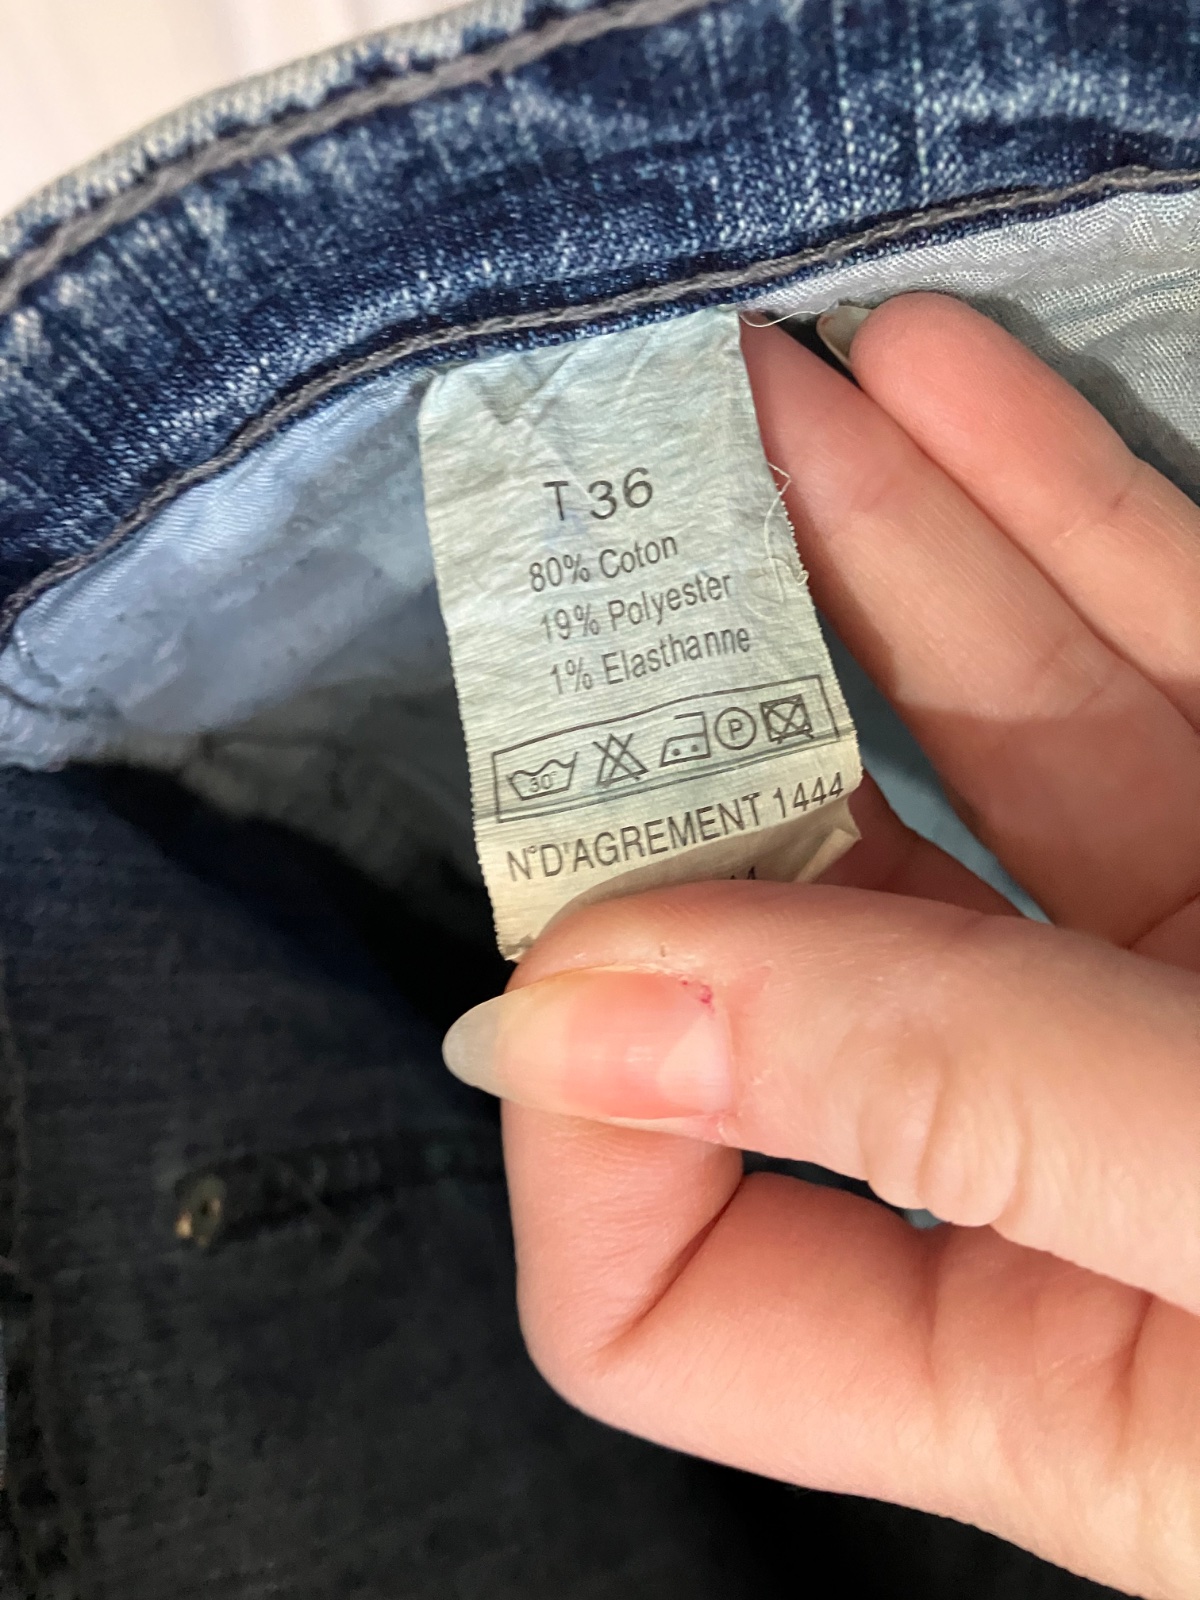 T 36
80% Coton
19% Polyester
1% Elasthanne
30° P
N°D'AGREMENT 1444